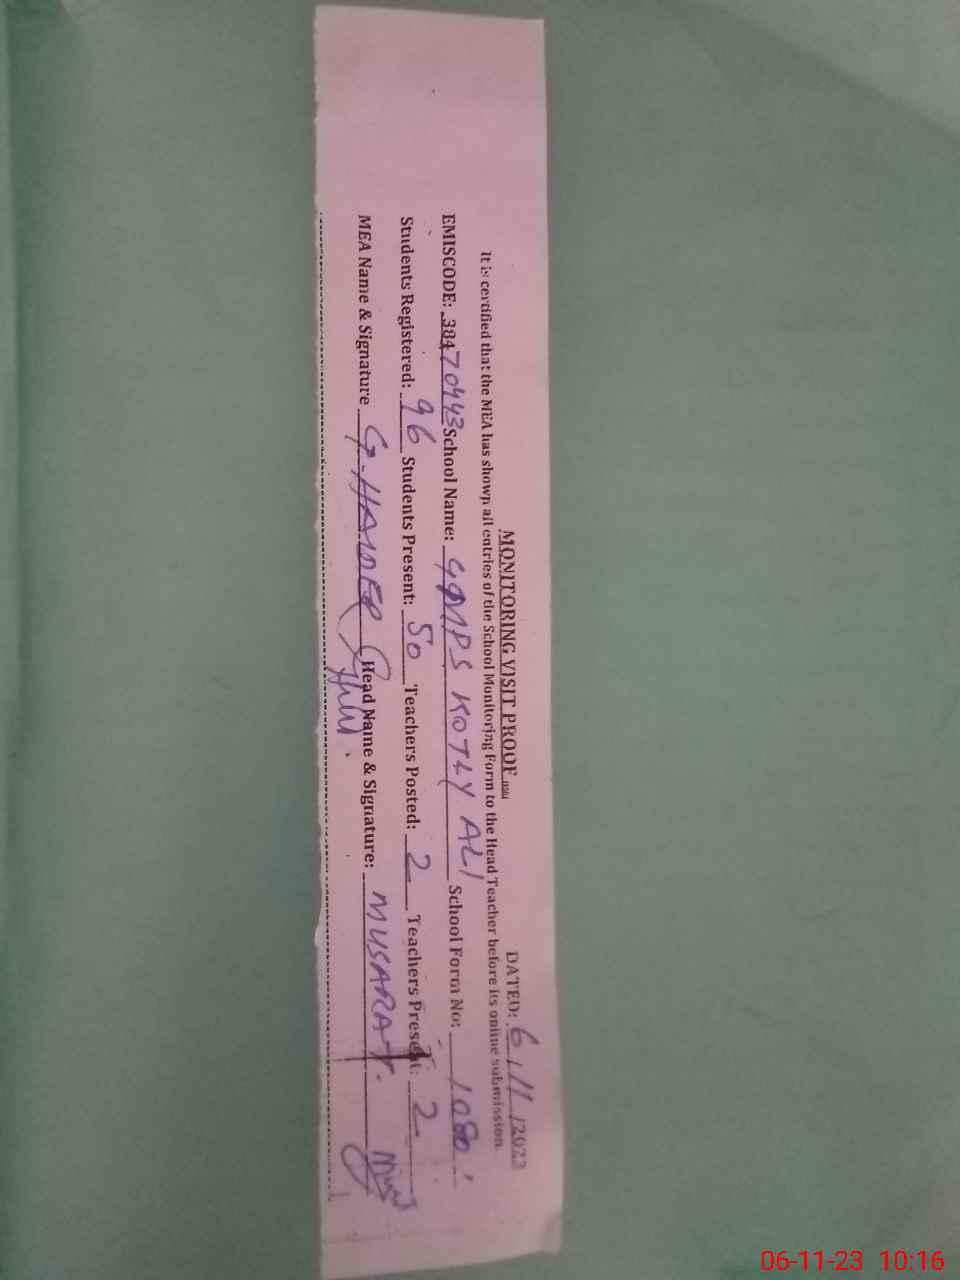 MONITORING VISIT PROOF
DATED: 6/11/2023
It is certified that the MEA has shown all entries of the School Monitoring Form to the Head Teacher before its online submission.
EMISCODE: 38470443 School Name: GGMPS KOTLY ALI School Form No: 1080
Students Registered: 96 Students Present: 50 Teachers Posted: 2 Teachers Present: 2
MEA Name & Signature G. HAIDER Head Name & Signature: MUSARAT.
06-11-23 10:16